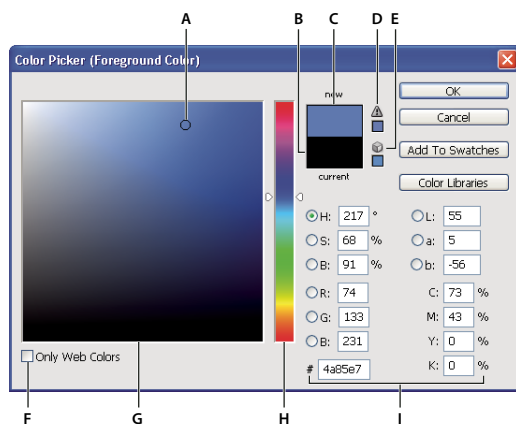 A
B
C
D
E
Color Picker (Foreground Color)
new
current
OK
Cancel
Add To Swatches
Color Libraries
H: 217 °
S: 68 %
B: 91 %
R: 74
G: 133
B: 231
# 4a85e7
L: 55
a: 5
b: -56
C: 73 %
M: 43 %
Y: 0 %
K: 0 %
Only Web Colors
F
G
H
I